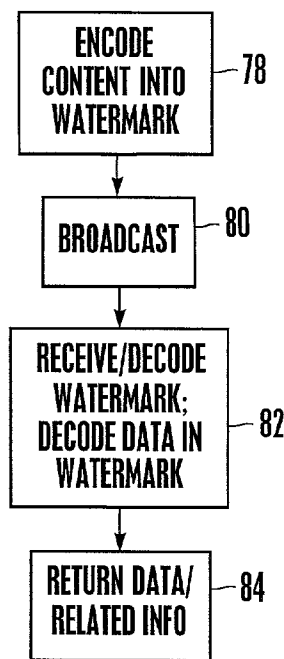 ENCODE
CONTENT INTO
WATERMARK
78
BROADCAST
80
RECEIVE/DECODE
WATERMARK;
DECODE DATA IN
WATERMARK
82
RETURN DATA/
RELATED INFO
84